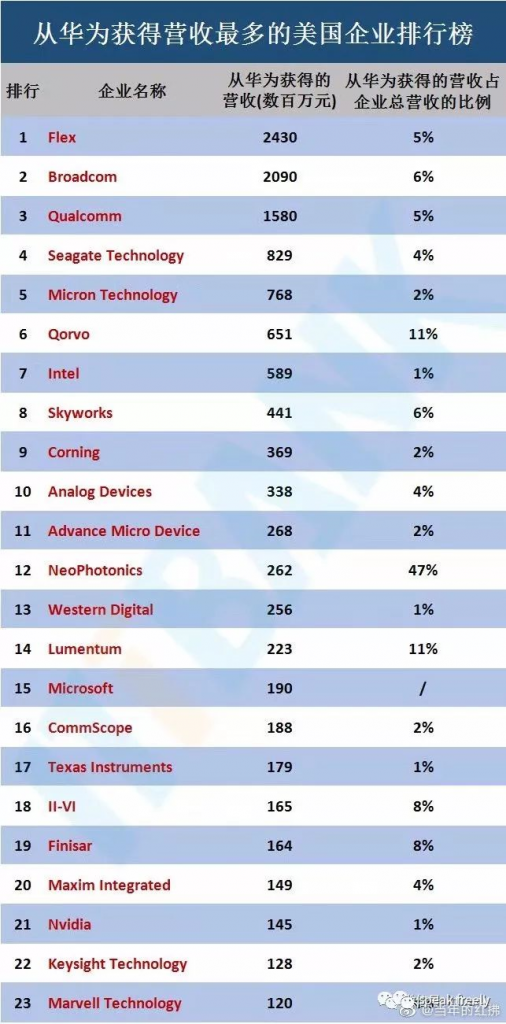 从华为获得营收最多的美国企业排行榜
排行 企业名称 从华为获得的 从华为获得的营收占
营收(数百万元) 企业总营收的比例
1 Flex 2430 5%
2 Broadcom 2090 6%
3 Qualcomm 1580 5%
4 Seagate Technology 829 4%
5 Micron Technology 768 2%
6 Qorvo 651 11%
7 Intel 589 1%
8 Skyworks 441 6%
9 Corning 369 2%
10 Analog Devices 338 4%
11 Advance Micro Device 268 2%
12 NeoPhotonics 262 47%
13 Western Digital 256 1%
14 Lumentum 223 11%
15 Microsoft 190 /
16 CommScope 188 2%
17 Texas Instruments 179 1%
18 II-VI 165 8%
19 Finisar 164 8%
20 Maxim Integrated 149 4%
21 Nvidia 145 1%
22 Keysight Technology 128 2%
23 Marvell Technology 120
speak freely
@当年的红拂